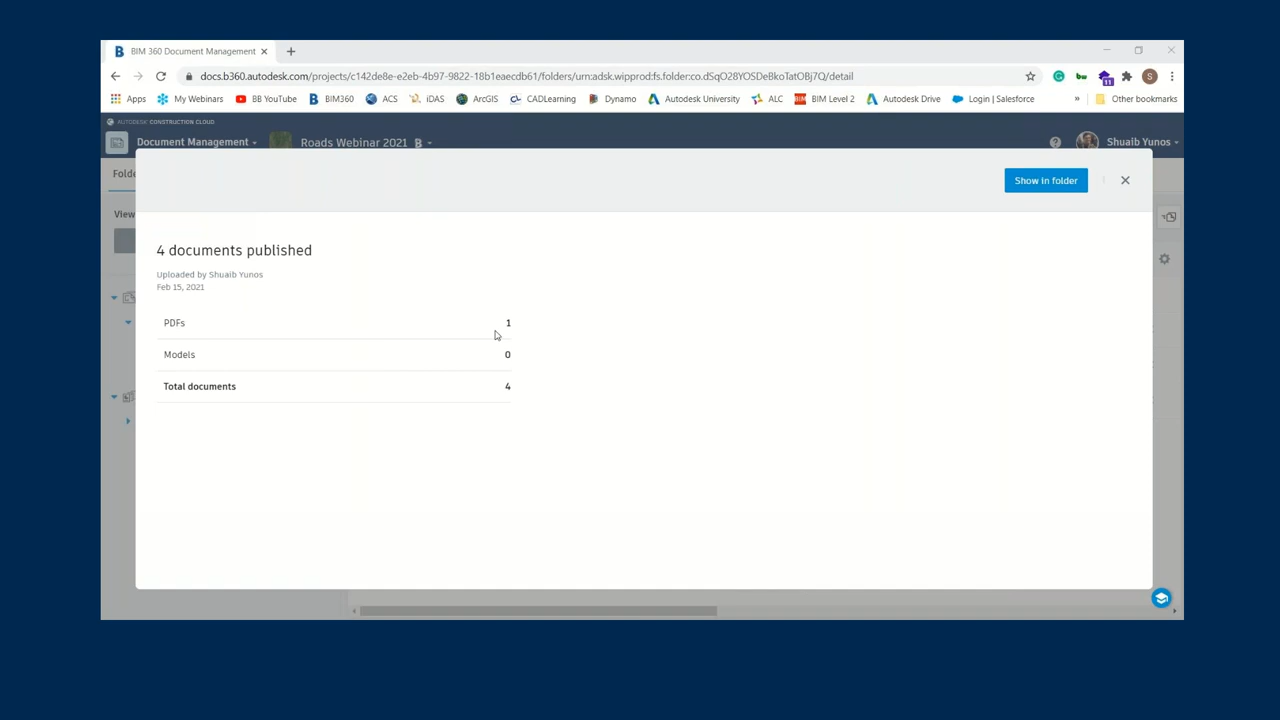 BIM 360 Document Management
docs.b360.autodesk.com/projects/c142de8e-e2eb-4b97-9822-18b1eaecdb61/folders/urn:adsk.wipprod:fs.folder:co.dSqO28YOSDeBkoTatOBj7Q/detail
S
Apps My Webinars BB YouTube BIM360 ACS iDAS ArcGIS CADLearning Dynamo Autodesk University ALC BIM Level 2 Autodesk Drive Login | Salesforce » Other bookmarks
11
AUTODESK CONSTRUCTION CLOUD
Document Management Roads Webinar 2021 B Shuaib Yunos
Folde
Show in folder
View
4 documents published
Uploaded by Shuaib Yunos
Feb 15, 2021
PDFs 1
Models 0
Total documents 4